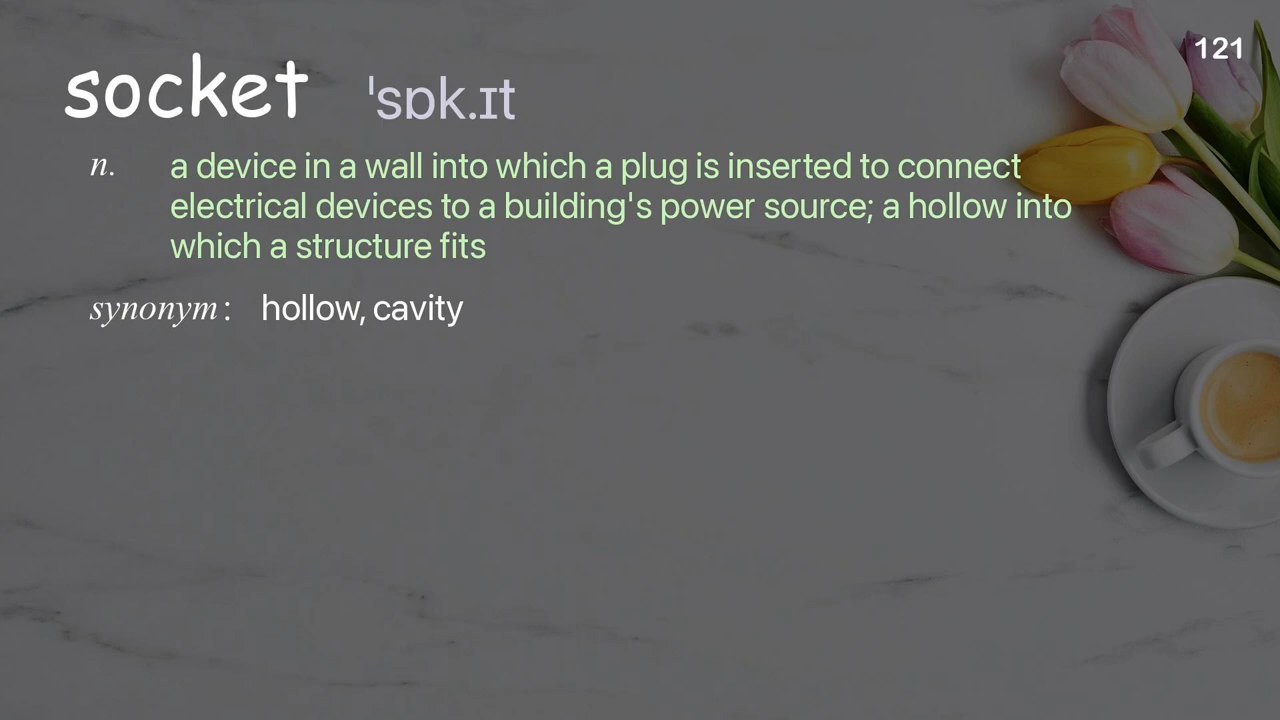 121
socket ˈsɒk.ɪt
n. a device in a wall into which a plug is inserted to connect
electrical devices to a building's power source; a hollow into
which a structure fits
synonym: hollow, cavity